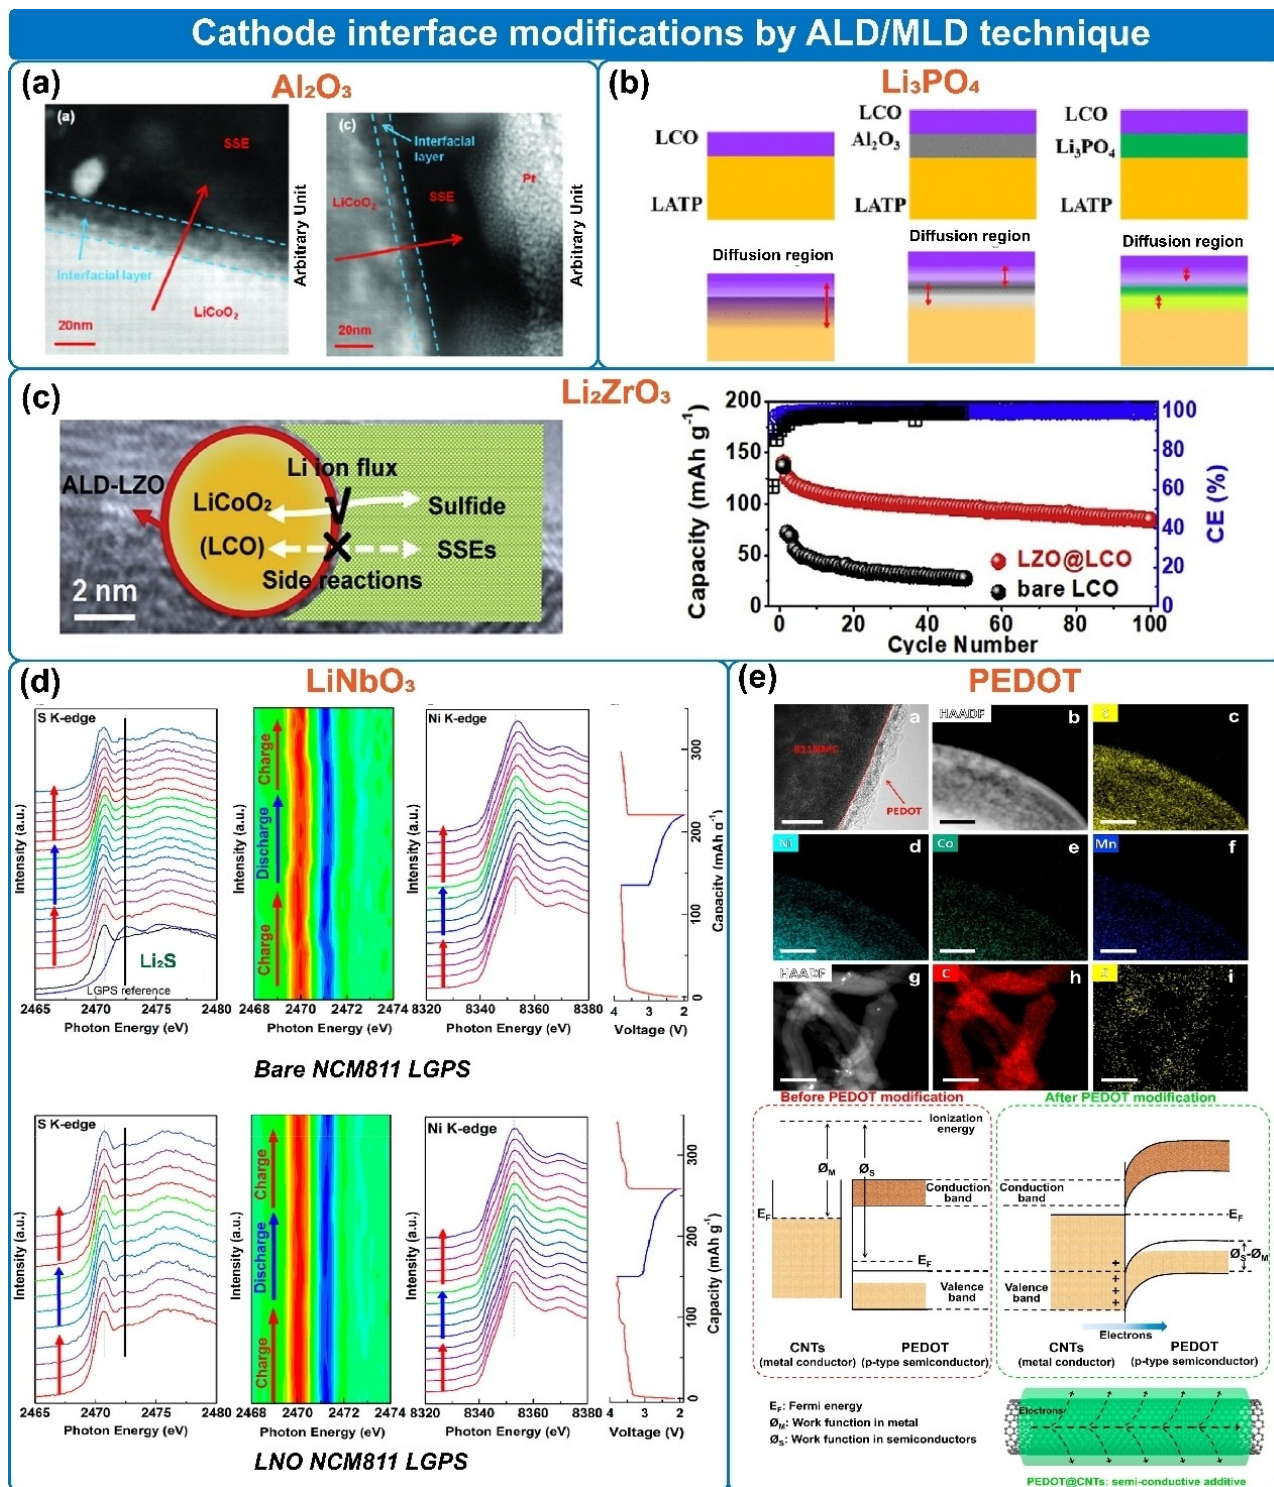 Cathode interface modifications by ALD/MLD technique
(a)
Al₂O₃
(a)
SSE
Interfacial layer
LiCoO₂
20nm
Arbitrary Unit
(c)
Interfacial
layer
LiCoO₂
SSE
Pt
20nm
Arbitrary Unit
(b)
Li₃PO₄
LCO
LATP
LCO
Al₂O₃
LATP
LCO
Li₃PO₄
LATP
Diffusion region
Diffusion region
Diffusion region
(c)
Li₂ZrO₃
ALD-LZO
Li ion flux
LiCoO₂
(LCO)
Sulfide
SSEs
Side reactions
2 nm
Capacity (mAh g⁻¹)
200
150
100
50
0
0 20 40 60 80 100
Cycle Number
100
80
60
40
20
0
CE (%)
LZO@LCO
bare LCO
(d)
LiNbO₃
S K-edge
Intensity (a.u.)
Li₂S
LGPS reference
2465 2470 2475 2480
Photon Energy (eV)
Intensity (a.u.)
Charge
Discharge
Charge
2468 2470 2472 2474
Photon Energy (eV)
Ni K-edge
Intensity (a.u.)
8320 8340 8360 8380
Photon Energy (eV)
4 3 2
Voltage (V)
300
200
100
0
Capacity (mAh g⁻¹)
Bare NCM811 LGPS
S K-edge
Intensity (a.u.)
2465 2470 2475 2480
Photon Energy (eV)
Intensity (a.u.)
Charge
Discharge
Charge
2468 2470 2472 2474
Photon Energy (eV)
Ni K-edge
Intensity (a.u.)
8320 8340 8360 8380
Photon Energy (eV)
4 3 2
Voltage (V)
300
200
100
0
Capacity (mAh g⁻¹)
LNO NCM811 LGPS
(e)
PEDOT
a
811NMC
PEDOT
HAADF b
c
Ni d
Co e
Mn f
HAADF g
C h
i
Before PEDOT modification
Ionization
energy
Ø_M
Ø_S
Conduction
band
E_F
E_F
Valence
band
CNTs
(metal conductor)
PEDOT
(p-type semiconductor)
After PEDOT modification
Conduction
band
E_F
Ø_S-Ø_M
Valence
band
+
+
+
+
Electrons
CNTs
(metal conductor)
PEDOT
(p-type semiconductor)
E_F: Fermi energy
Ø_M: Work function in metal
Ø_S: Work function in semiconductors
Electrons
PEDOT@CNTs: semi-conductive additive